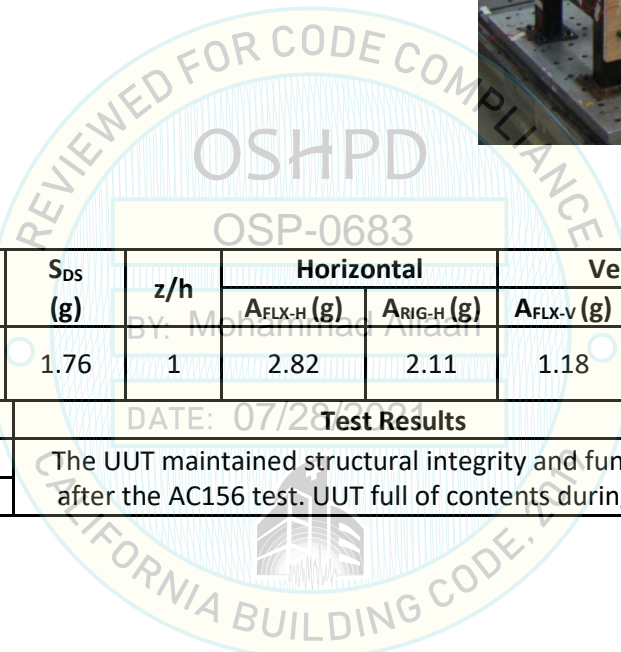 REVIEWED FOR CODE COMPLIANCE
OSHPD
OSP-0683
SDS (g) z/h Horizontal Ve
AFLX-H (g) ARIG-H (g) AFLX-V (g)
BY: Mohammad
1.76 1 2.82 2.11 1.18
DATE: 07/28/2021
Test Results
The UUT maintained structural integrity and fun
after the AC156 test. UUT full of contents durin
CALIFORNIA BUILDING CODE, 2019